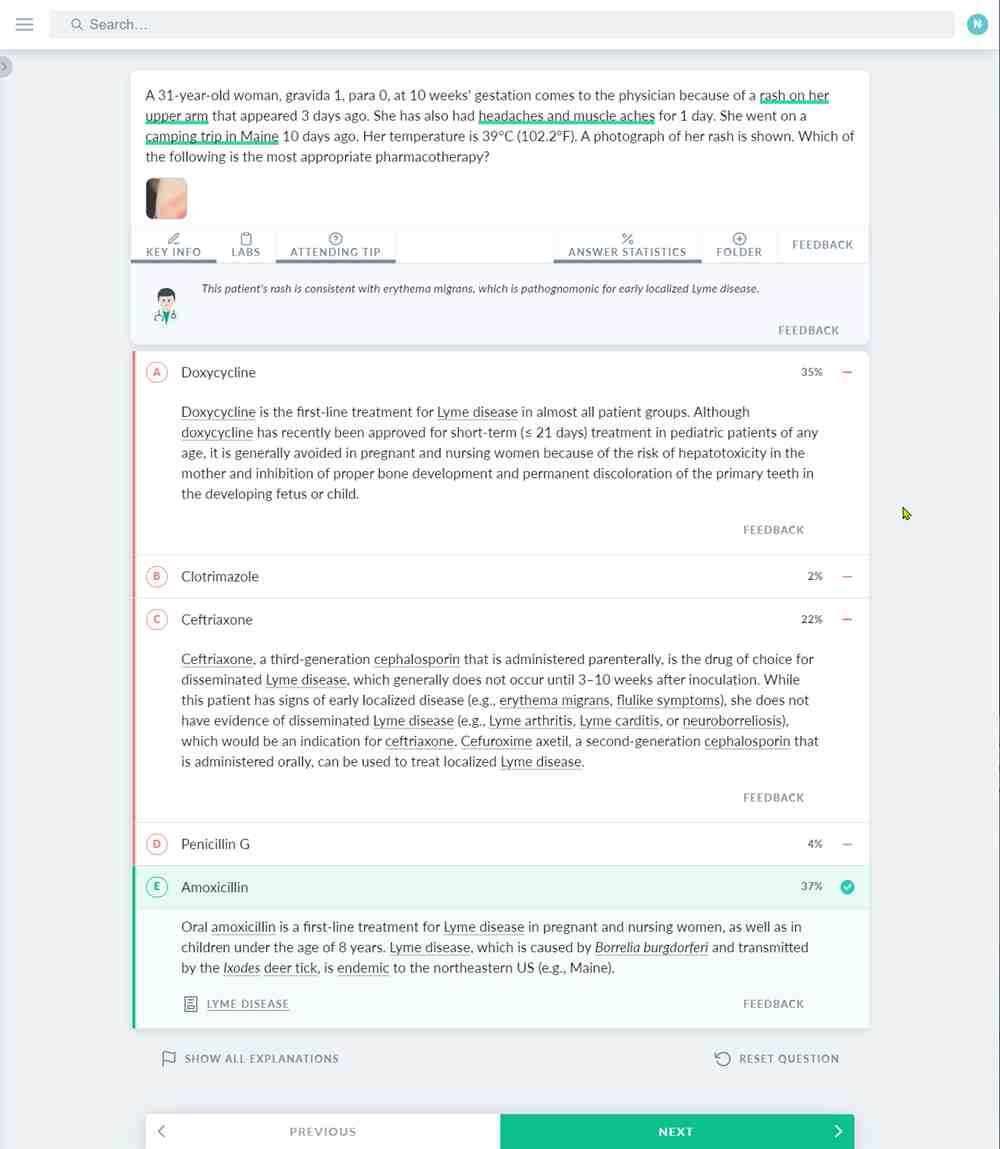 Search...
N
A 31-year-old woman, gravida 1, para 0, at 10 weeks' gestation comes to the physician because of a rash on her
upper arm that appeared 3 days ago. She has also had headaches and muscle aches for 1 day. She went on a
camping trip in Maine 10 days ago. Her temperature is 39°C (102.2°F). A photograph of her rash is shown. Which of
the following is the most appropriate pharmacotherapy?
KEY INFO LABS ATTENDING TIP ANSWER STATISTICS FOLDER FEEDBACK
This patient's rash is consistent with erythema migrans, which is pathognomonic for early localized Lyme disease.
FEEDBACK
A Doxycycline 35%
Doxycycline is the first-line treatment for Lyme disease in almost all patient groups. Although
doxycycline has recently been approved for short-term (≤ 21 days) treatment in pediatric patients of any
age, it is generally avoided in pregnant and nursing women because of the risk of hepatotoxicity in the
mother and inhibition of proper bone development and permanent discoloration of the primary teeth in
the developing fetus or child.
FEEDBACK
B Clotrimazole 2%
C Ceftriaxone 22%
Ceftriaxone, a third-generation cephalosporin that is administered parenterally, is the drug of choice for
disseminated Lyme disease, which generally does not occur until 3–10 weeks after inoculation. While
this patient has signs of early localized disease (e.g., erythema migrans, flulike symptoms), she does not
have evidence of disseminated Lyme disease (e.g., Lyme arthritis, Lyme carditis, or neuroborreliosis),
which would be an indication for ceftriaxone. Cefuroxime axetil, a second-generation cephalosporin that
is administered orally, can be used to treat localized Lyme disease.
FEEDBACK
D Penicillin G 4%
E Amoxicillin 37%
Oral amoxicillin is a first-line treatment for Lyme disease in pregnant and nursing women, as well as in
children under the age of 8 years. Lyme disease, which is caused by Borrelia burgdorferi and transmitted
by the Ixodes deer tick, is endemic to the northeastern US (e.g., Maine).
LYME DISEASE FEEDBACK
SHOW ALL EXPLANATIONS RESET QUESTION
PREVIOUS NEXT